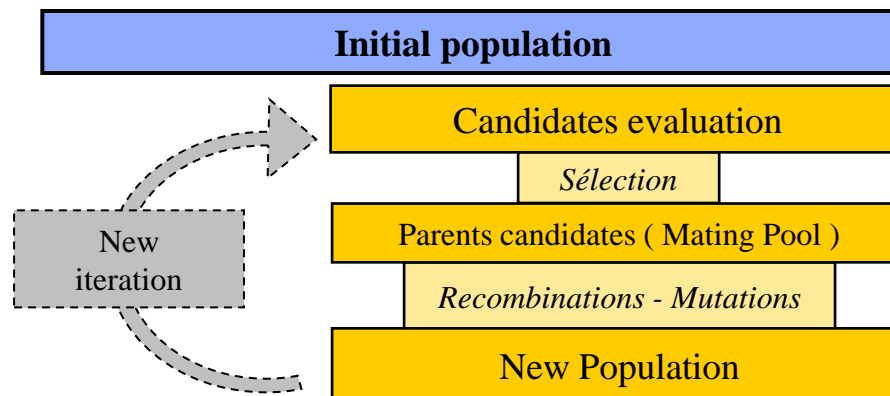 Initial population
Candidates evaluation
Sélection
Parents candidates ( Mating Pool )
Recombinations - Mutations
New Population
New
iteration